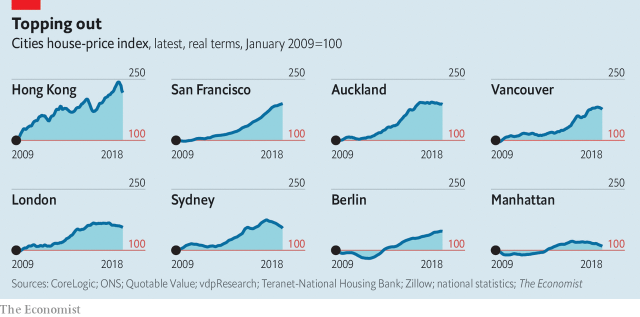 Topping out
Cities house-price index, latest, real terms, January 2009=100
Hong Kong
250
100
2009
2018
San Francisco
250
100
2009
2018
Auckland
250
100
2009
2018
Vancouver
250
100
2009
2018
London
250
100
2009
2018
Sydney
250
100
2009
2018
Berlin
250
100
2009
2018
Manhattan
250
100
2009
2018
Sources: CoreLogic; ONS; Quotable Value; vdpResearch; Teranet-National Housing Bank; Zillow; national statistics; The Economist
The Economist